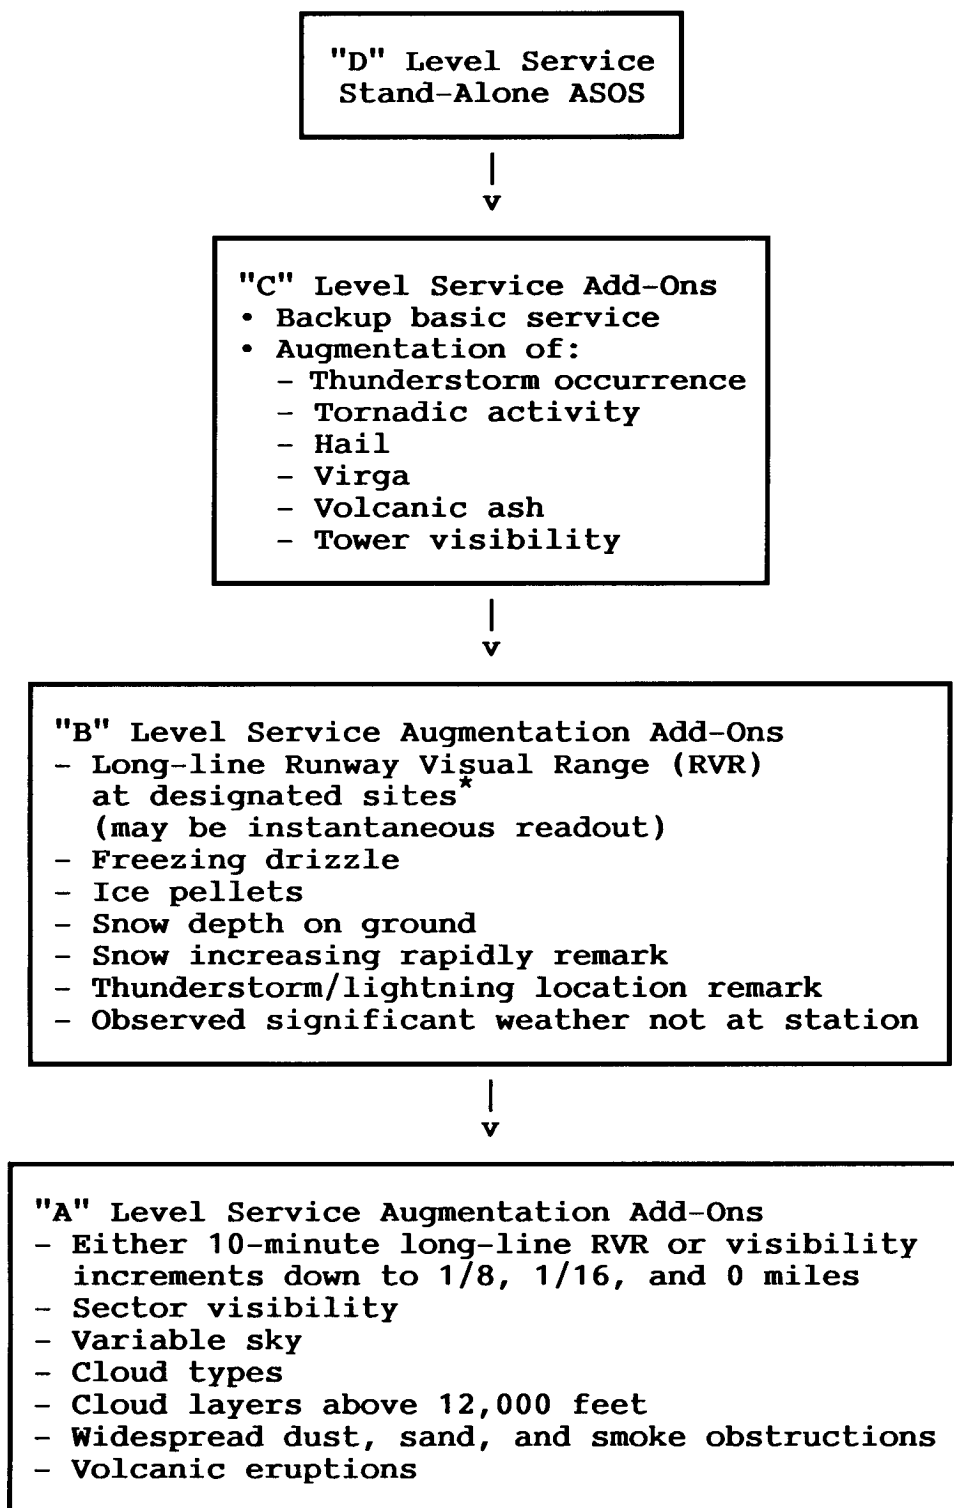 "D" Level Service
Stand-Alone ASOS
|
v
"C" Level Service Add-Ons
• Backup basic service
• Augmentation of:
– Thunderstorm occurrence
– Tornadic activity
– Hail
– Virga
– Volcanic ash
– Tower visibility
|
v
"B" Level Service Augmentation Add-Ons
– Long-line Runway Visual Range (RVR)
at designated sites*
(may be instantaneous readout)
– Freezing drizzle
– Ice pellets
– Snow depth on ground
– Snow increasing rapidly remark
– Thunderstorm/lightning location remark
– Observed significant weather not at station
|
v
"A" Level Service Augmentation Add-Ons
– Either 10-minute long-line RVR or visibility
increments down to 1/8, 1/16, and 0 miles
– Sector visibility
– Variable sky
– Cloud types
– Cloud layers above 12,000 feet
– Widespread dust, sand, and smoke obstructions
– Volcanic eruptions